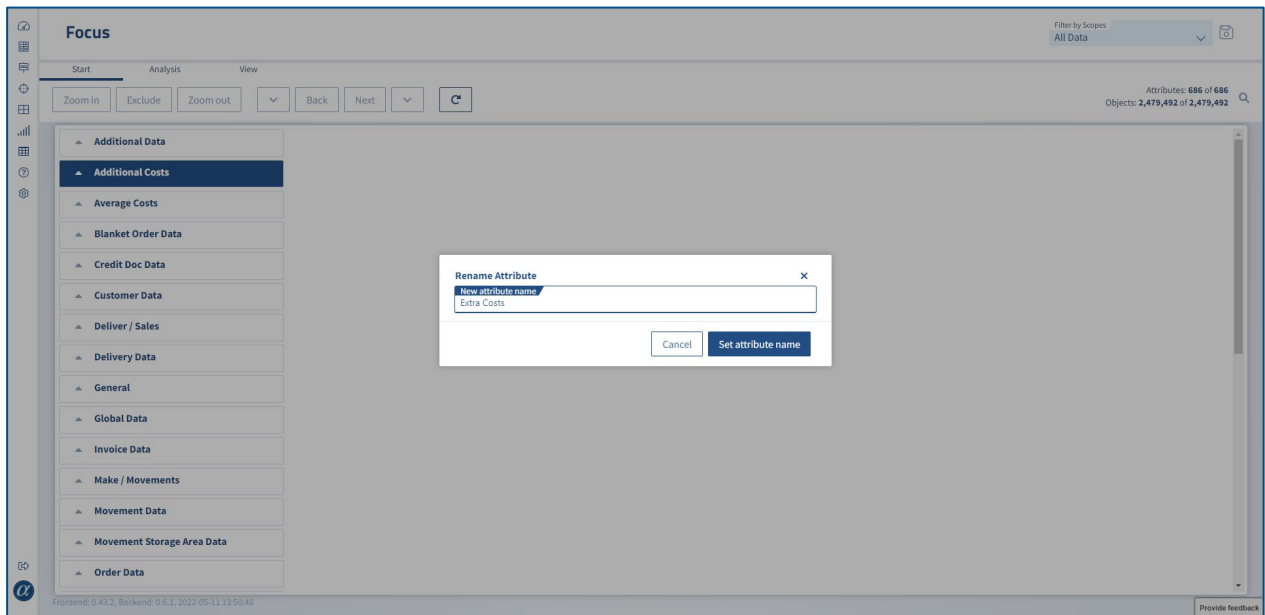 Focus
Filter by Scopes
All Data
Start
Analysis
View
Zoom in
Exclude
Zoom out
Back
Next
Attributes: 686 of 686
Objects: 2,479,492 of 2,479,492
Additional Data
Additional Costs
Average Costs
Blanket Order Data
Credit Doc Data
Customer Data
Deliver / Sales
Delivery Data
General
Global Data
Invoice Data
Make / Movements
Movement Data
Movement Storage Area Data
Order Data
Rename Attribute
New attribute name
Extra Costs
Cancel
Set attribute name
α
Frontend: 0.43.2, Backend: 0.6.1, 2022-05-11 13:50:40
Provide feedback